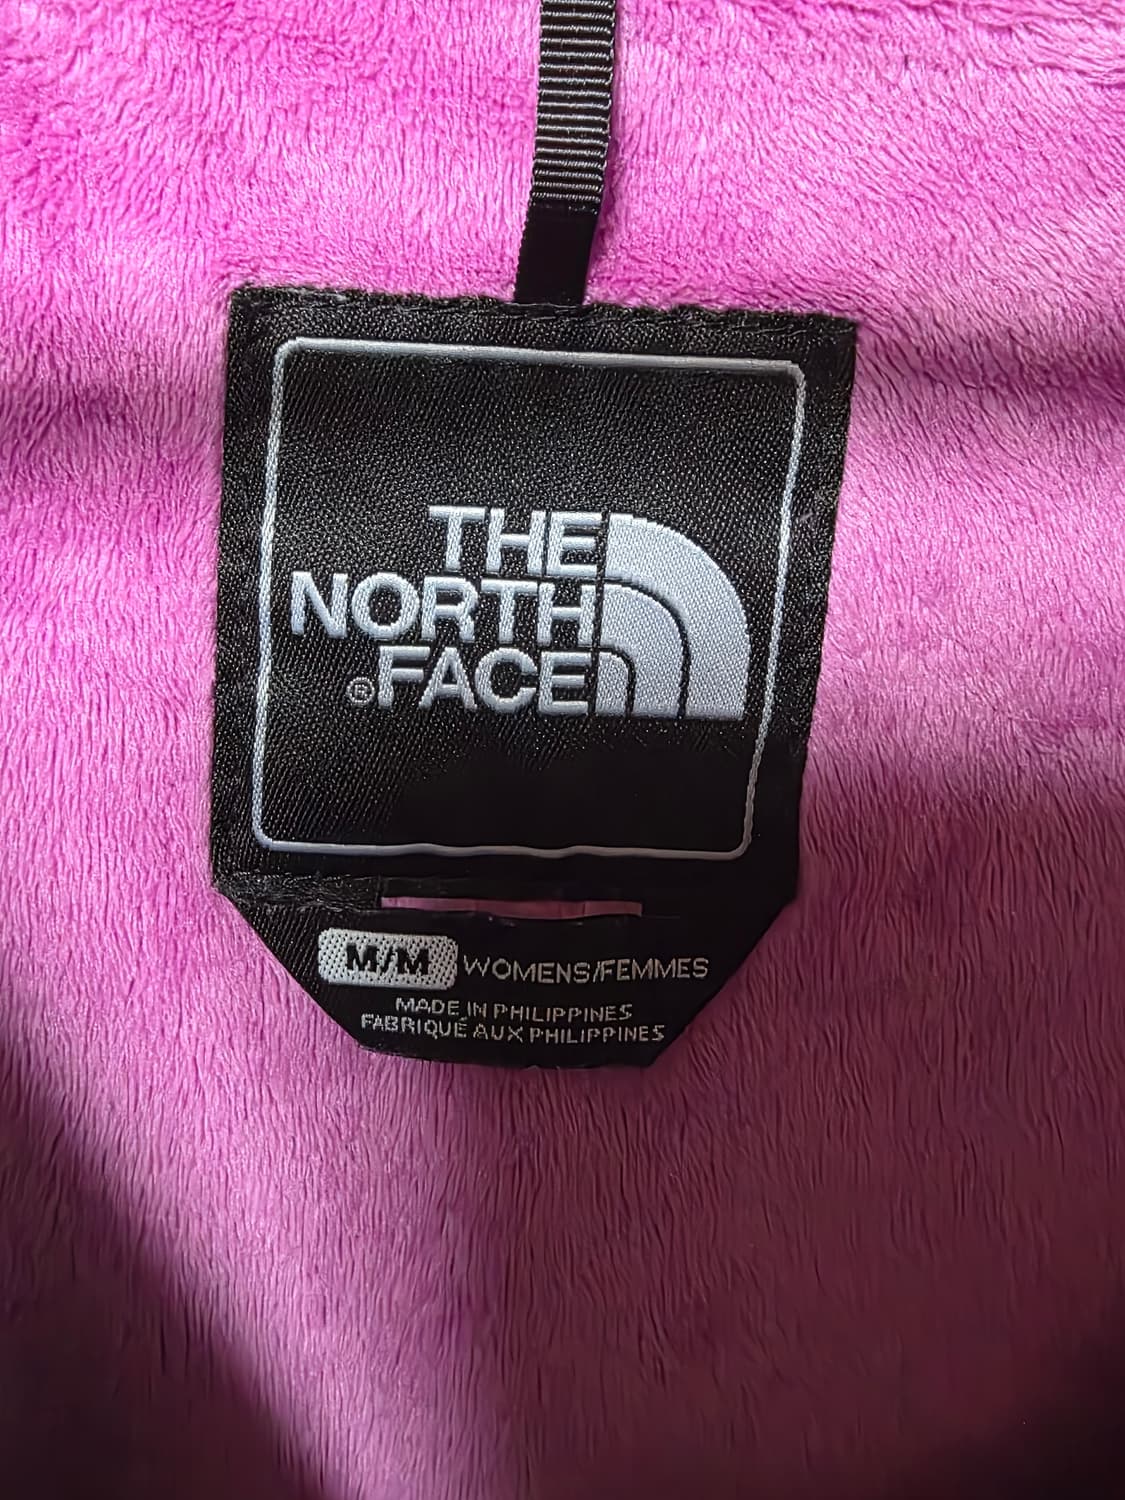 THE
NORTH
®FACE
M/M WOMENS/FEMMES
MADE IN PHILIPPINES
FABRIQUÉ AUX PHILIPPINES